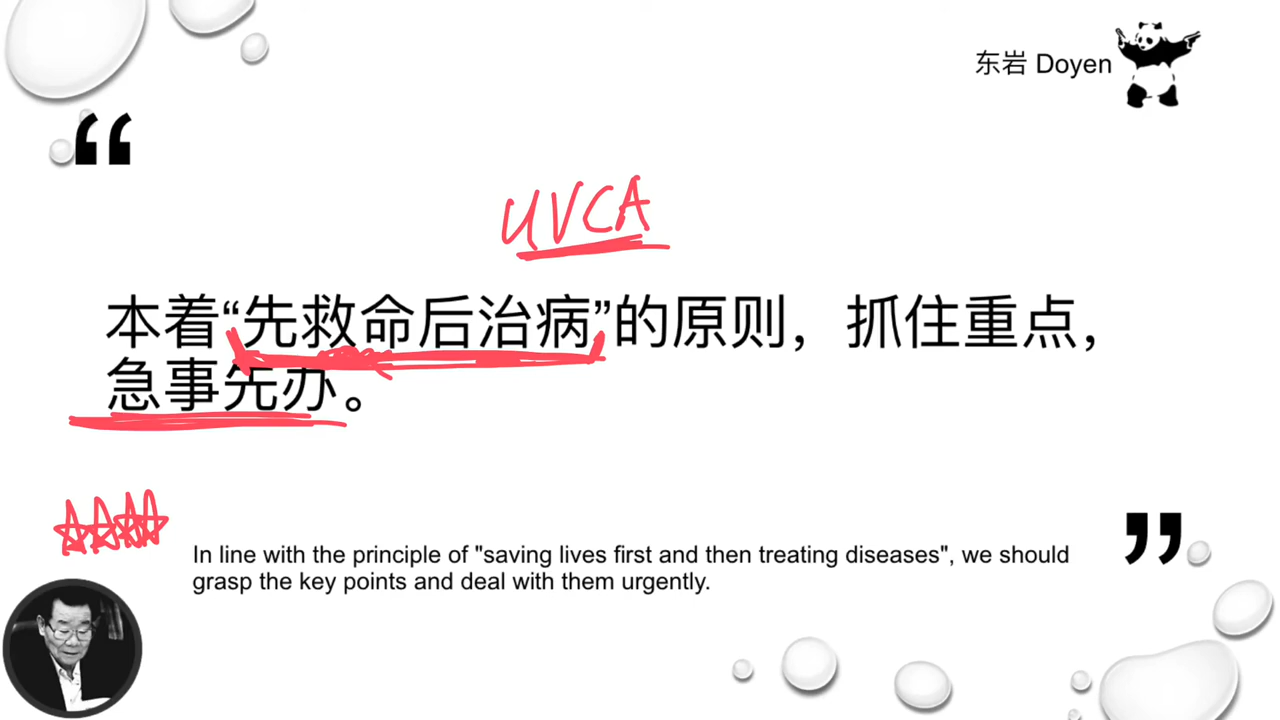 东岩 Doyen
“
UVCA
本着“先救命后治病”的原则，抓住重点，
急事先办。
In line with the principle of "saving lives first and then treating diseases", we should
grasp the key points and deal with them urgently.
”